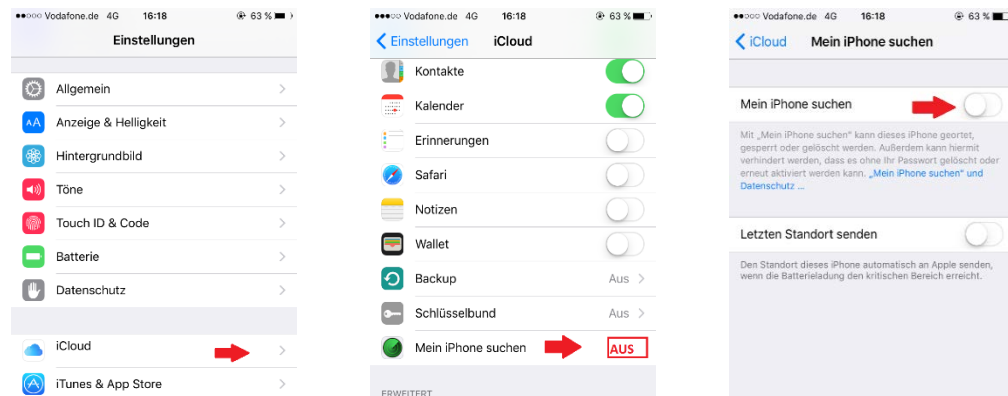 Vodafone.de 4G 16:18 63 %
Einstellungen
Allgemein
Anzeige & Helligkeit
Hintergrundbild
Töne
Touch ID & Code
Batterie
Datenschutz
iCloud
iTunes & App Store
Vodafone.de 4G 16:18 63 %
Einstellungen iCloud
Kontakte
Kalender
Erinnerungen
Safari
Notizen
Wallet
Backup Aus
Schlüsselbund Aus
Mein iPhone suchen AUS
ERWEITERT
Vodafone.de 4G 16:18 63 %
iCloud Mein iPhone suchen
Mein iPhone suchen
Mit „Mein iPhone suchen“ kann dieses iPhone geortet,
gesperrt oder gelöscht werden. Außerdem kann hiermit
verhindert werden, dass es ohne Ihr Passwort gelöscht oder
erneut aktiviert werden kann. „Mein iPhone suchen“ und
Datenschutz ...
Letzten Standort senden
Den Standort dieses iPhone automatisch an Apple senden,
wenn die Batterieladung den kritischen Bereich erreicht.